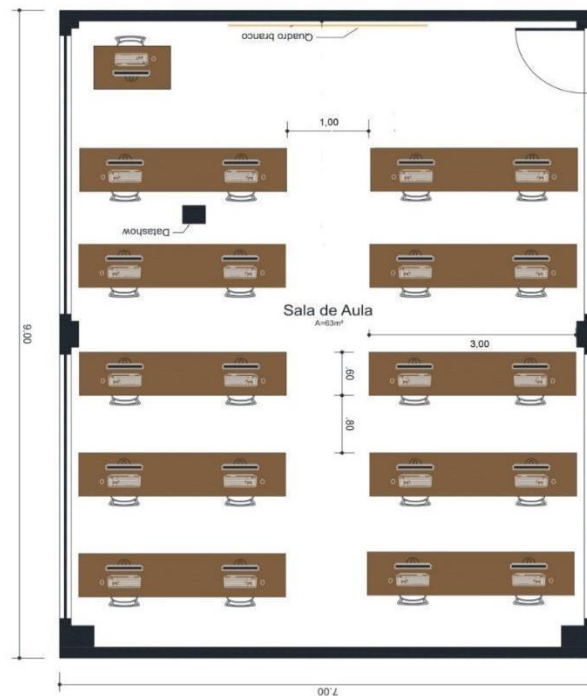 Quadro branco
1,00
Datashow
Sala de Aula
A=63m²
9.00
3,00
.60
.80
7.00